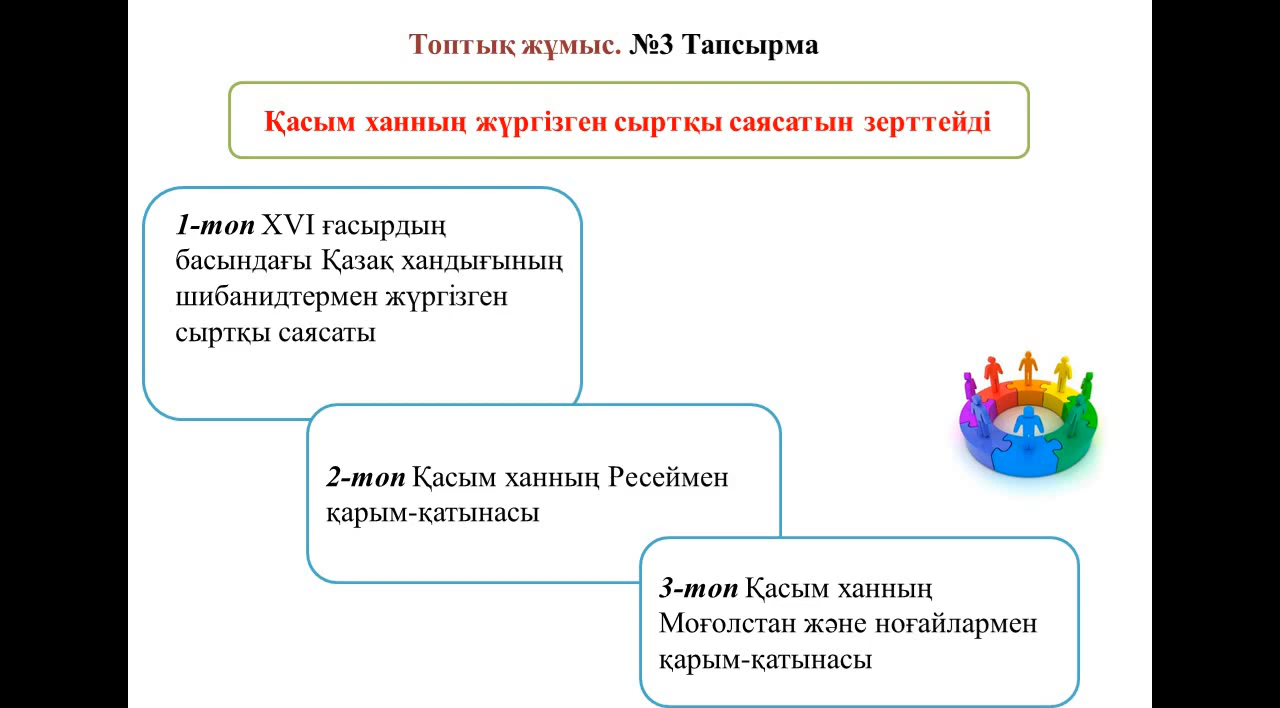 Топтық жұмыс. №3 Тапсырма
Қасым ханның жүргізген сыртқы саясатын зерттейді
1-топ XVI ғасырдың
басындағы Қазақ хандығының
шибанидтермен жүргізген
сыртқы саясаты
2-топ Қасым ханның Ресеймен
қарым-қатынасы
3-топ Қасым ханның
Моғолстан және ноғайлармен
қарым-қатынасы